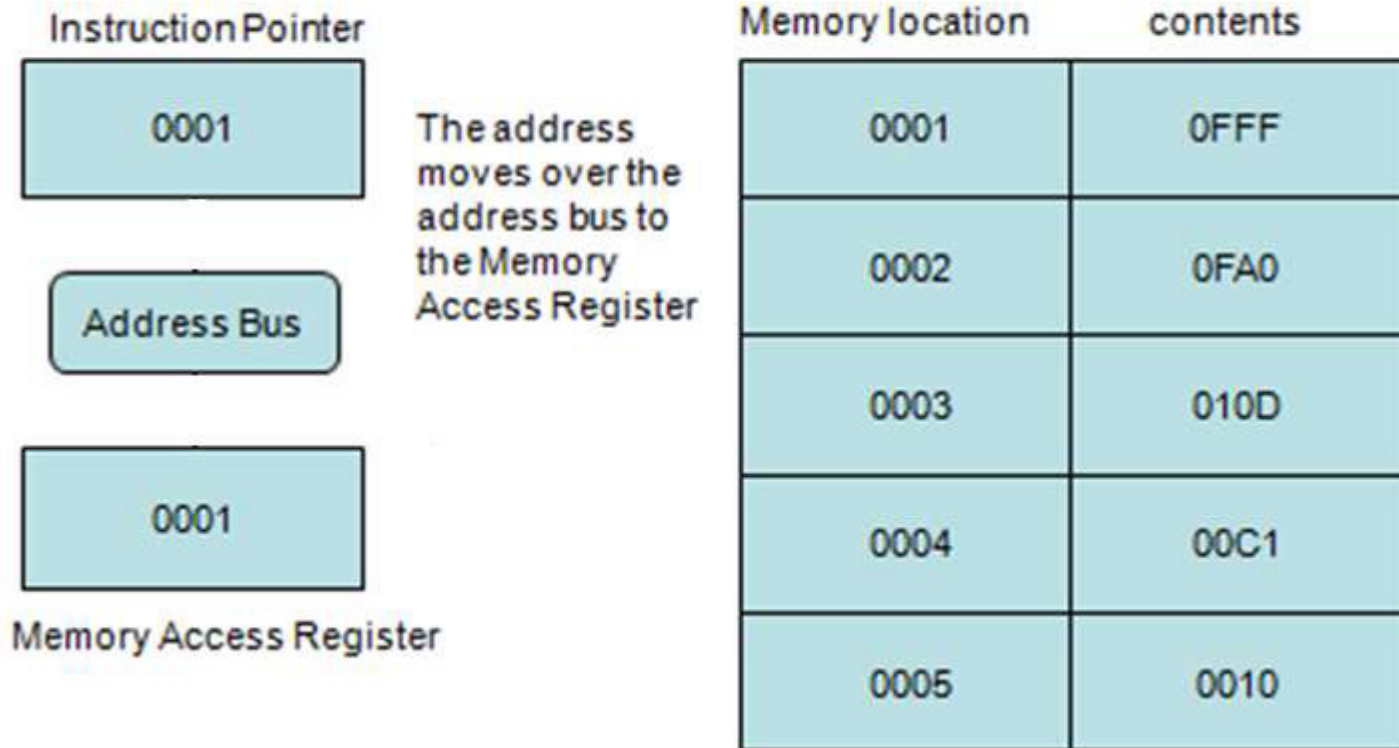 Instruction Pointer
0001
The address
moves over the
address bus to
the Memory
Access Register
Address Bus
0001
Memory Access Register
Memory location contents
0001 0FFF
0002 0FA0
0003 010D
0004 00C1
0005 0010